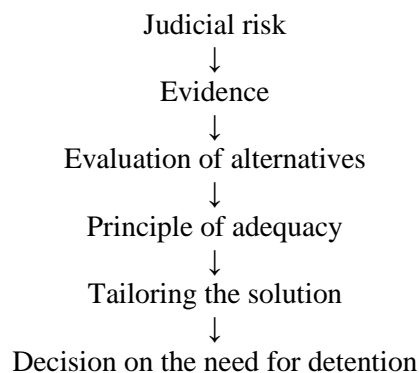 Judicial risk
↓
Evidence
↓
Evaluation of alternatives
↓
Principle of adequacy
↓
Tailoring the solution
↓
Decision on the need for detention